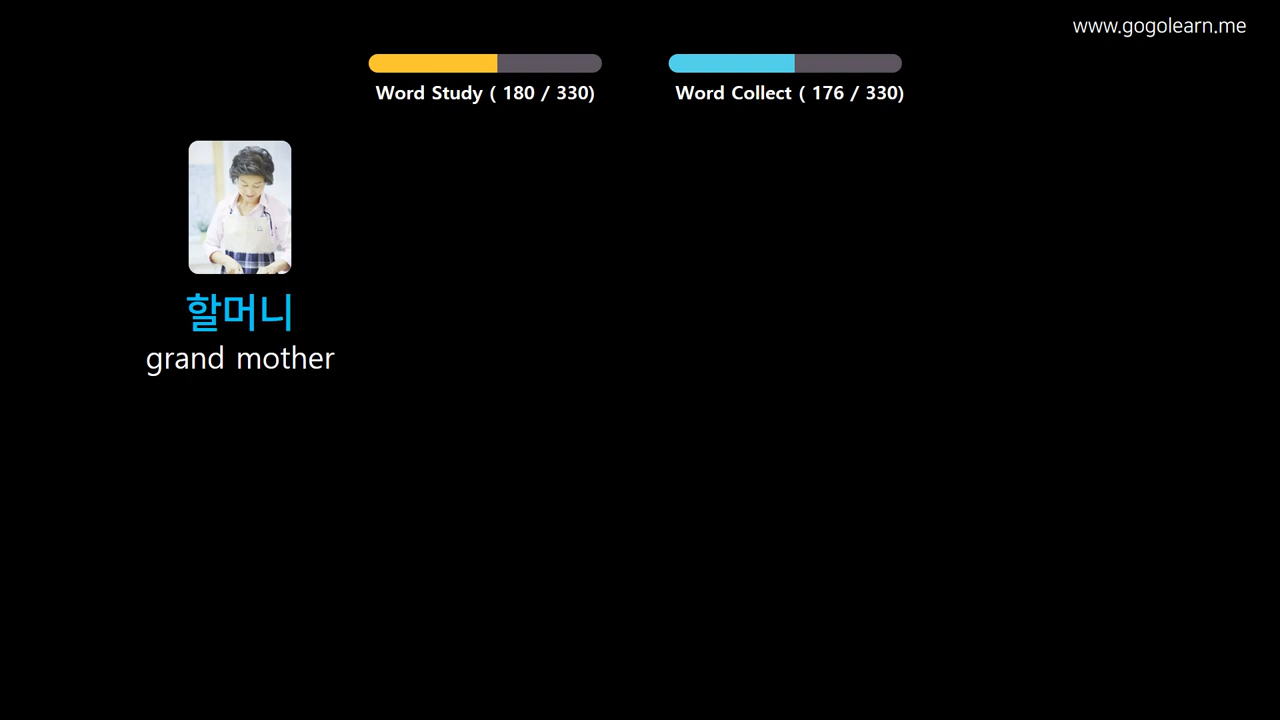 www.gogolearn.me
Word Study ( 180 / 330)
Word Collect ( 176 / 330)
할머니
grand mother